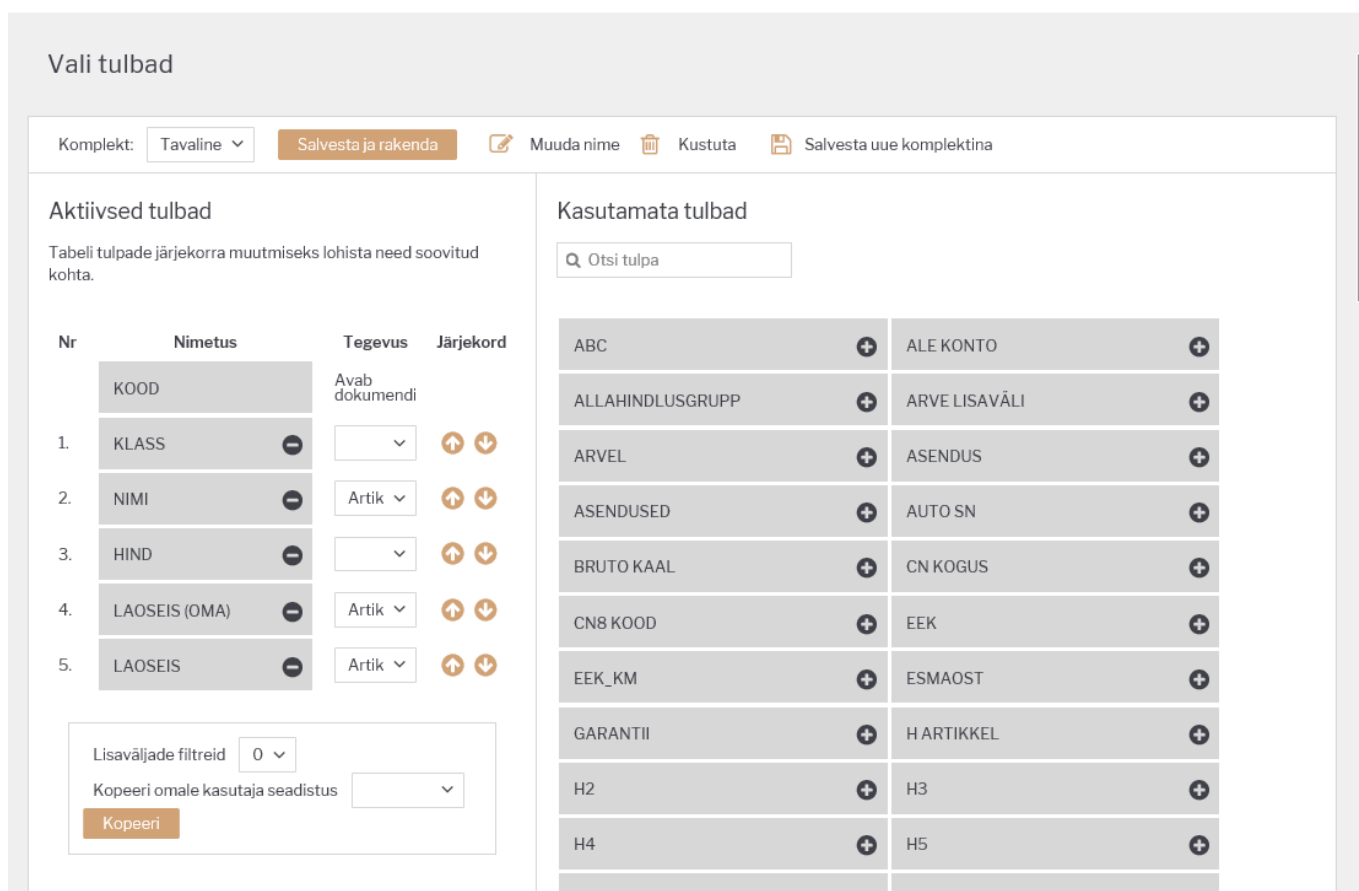 Vali tulbad
Komplekt: Tavaline Salvesta ja rakenda Muuda nime Kustuta Salvesta uue komplektina
Aktiivsed tulbad
Tabeli tulpade järjekorra muutmiseks lohista need soovitud
kohta.
Nr Nimetus Tegevus Järjekord
KOOD Avab
dokumendi
1. KLASS
2. NIMI Artik
3. HIND
4. LAOSEIS (OMA) Artik
5. LAOSEIS Artik
Lisaväljade filtreid 0
Kopeeri omale kasutaja seadistus
Kopeeri
Kasutamata tulbad
Otsi tulpa
ABC ALE KONTO
ALLAHINDLUSGRUPP ARVE LISAVÄLI
ARVEL ASENDUS
ASENDUSED AUTO SN
BRUTO KAAL CN KOGUS
CN8 KOOD EEK
EEK_KM ESMAOST
GARANTII H ARTIKKEL
H2 H3
H4 H5